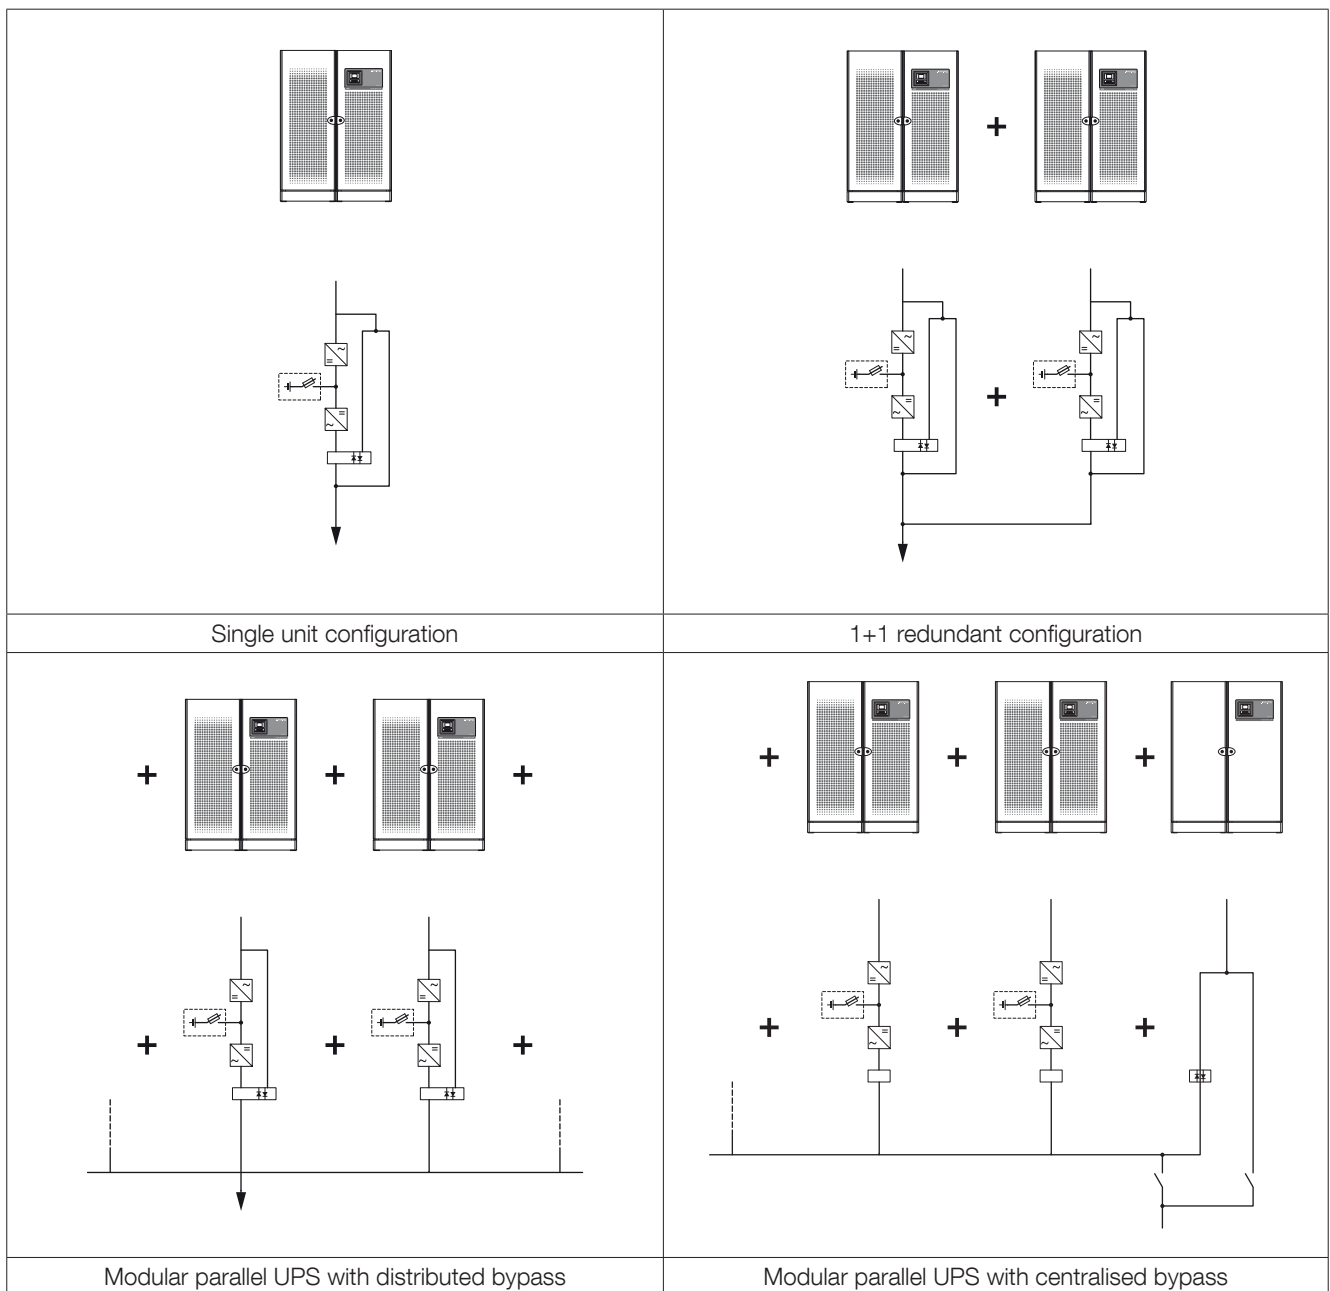 Single unit configuration
1+1 redundant configuration
Modular parallel UPS with distributed bypass
Modular parallel UPS with centralised bypass